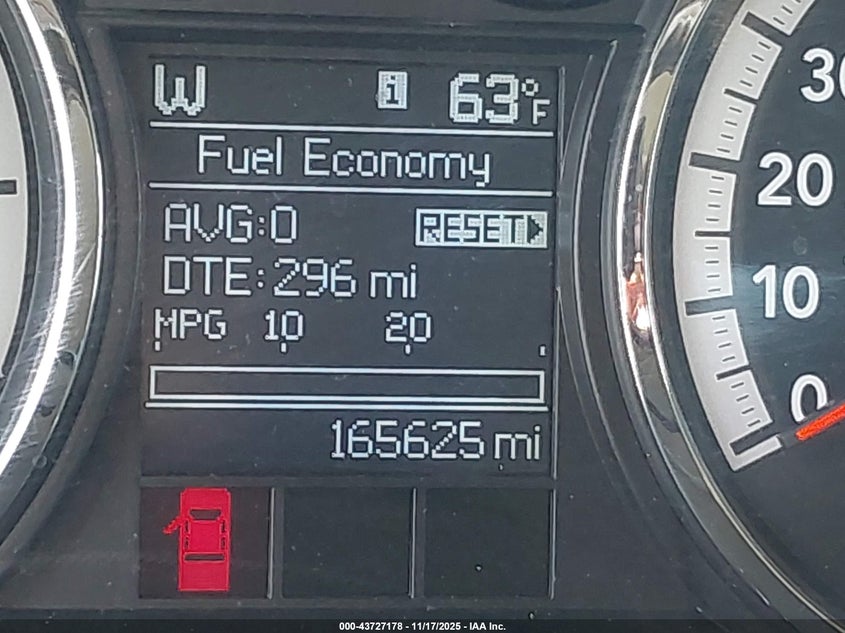 W i 63°F
Fuel Economy
AVG:0 RESET
DTE:296 mi
MPG 10 20
165625 mi
30
20
10
0
000-43727178 - 11/17/2025 - IAA Inc.